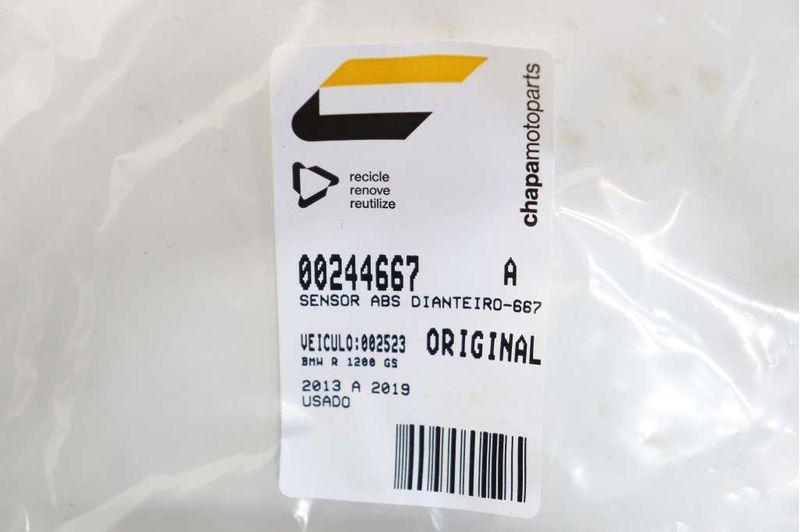 chapamotoparts
recicle
renove
reutilize
00244667 A
SENSOR ABS DIANTEIRO-667
VEICULO:002523 ORIGINAL
BMW R 1200 GS
2013 A 2019
USADO